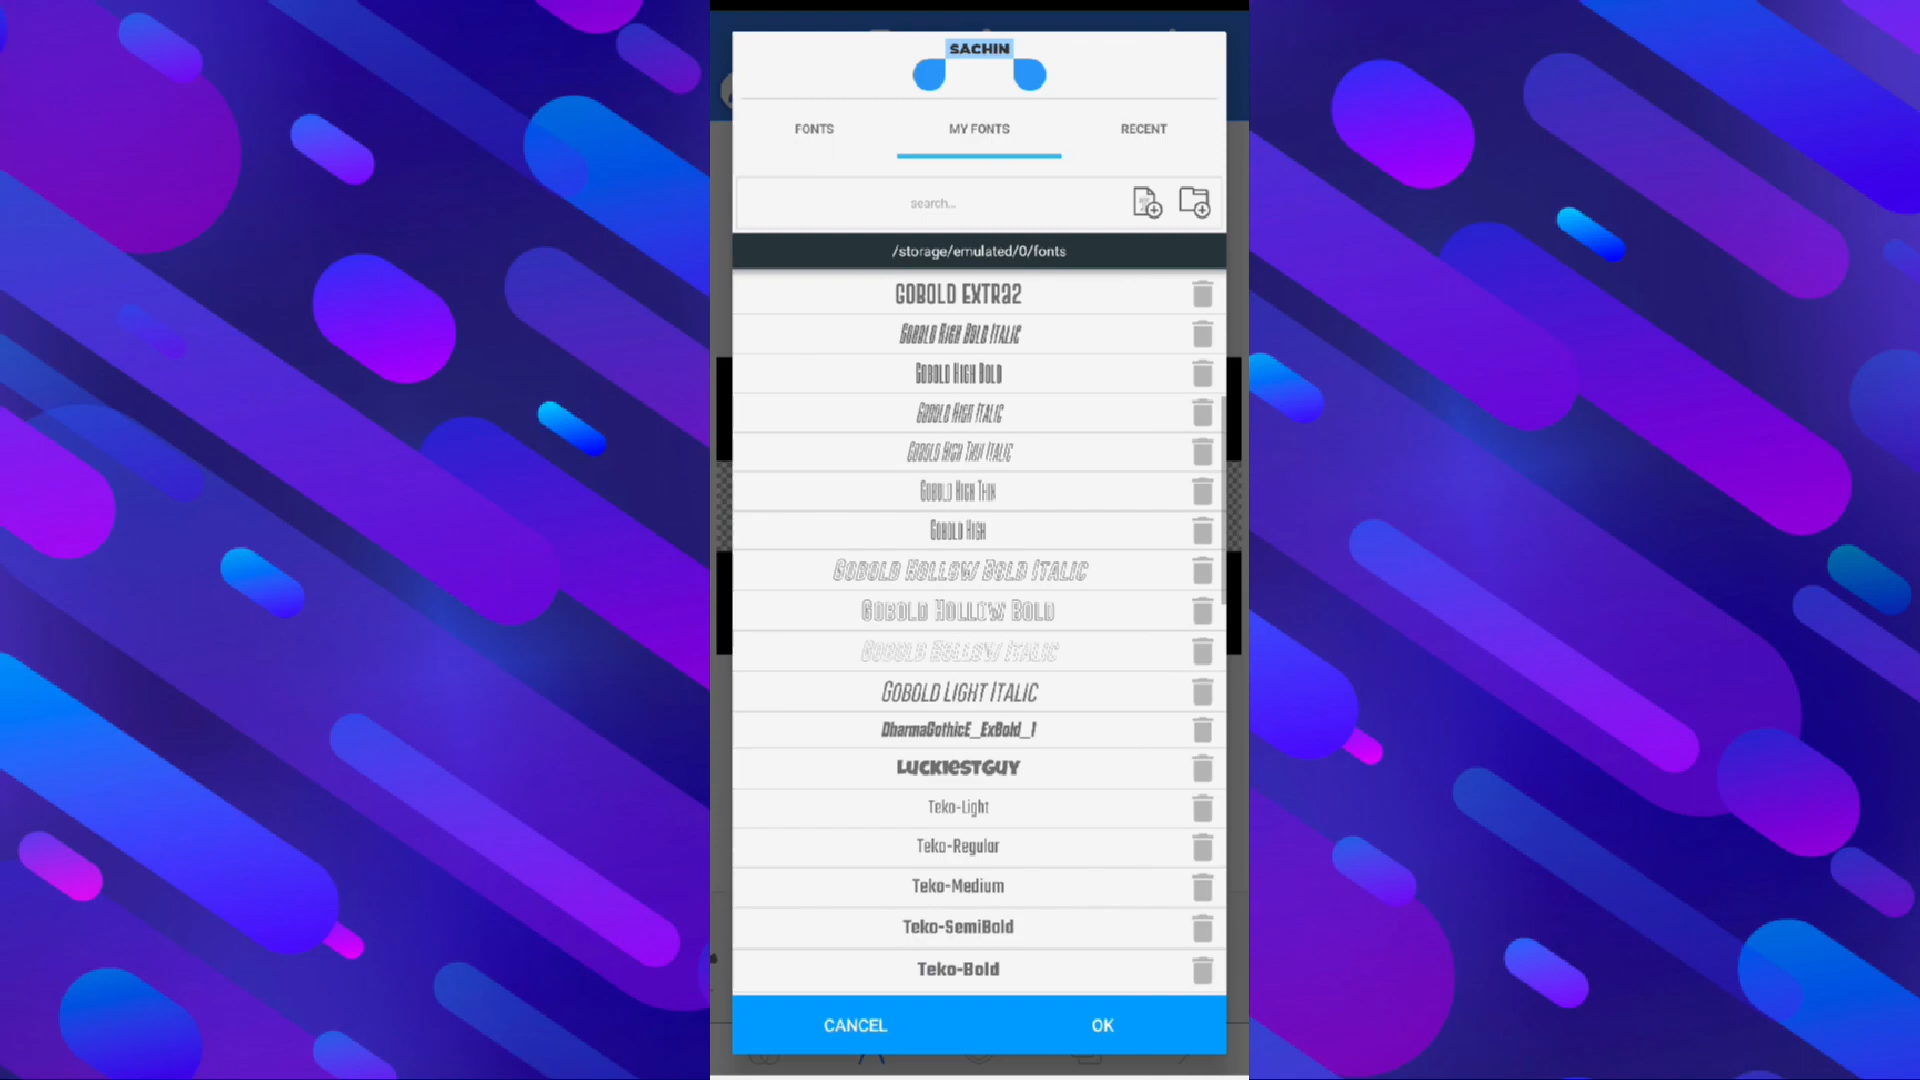 SACHIN
FONTS
MY FONTS
RECENT
search...
/storage/emulated/0/fonts
GOBOLD EXTRa2
GOBOLD HIGH BOLD ITALIC
GOBOLD HIGH BOLD
GOBOLD HIGH ITALIC
GOBOLD HIGH THIN ITALIC
GOBOLD HIGH THIN
GOBOLD HIGH
GOBOLD HOLLOW BOLD ITALIC
GOBOLD HOLLOW BOLD
GOBOLD HOLLOW ITALIC
GOBOLD LIGHT ITALIC
DharmaGothicE_ExBold_1
LUCKIESTGUY
Teko-Light
Teko-Regular
Teko-Medium
Teko-SemiBold
Teko-Bold
CANCEL
OK